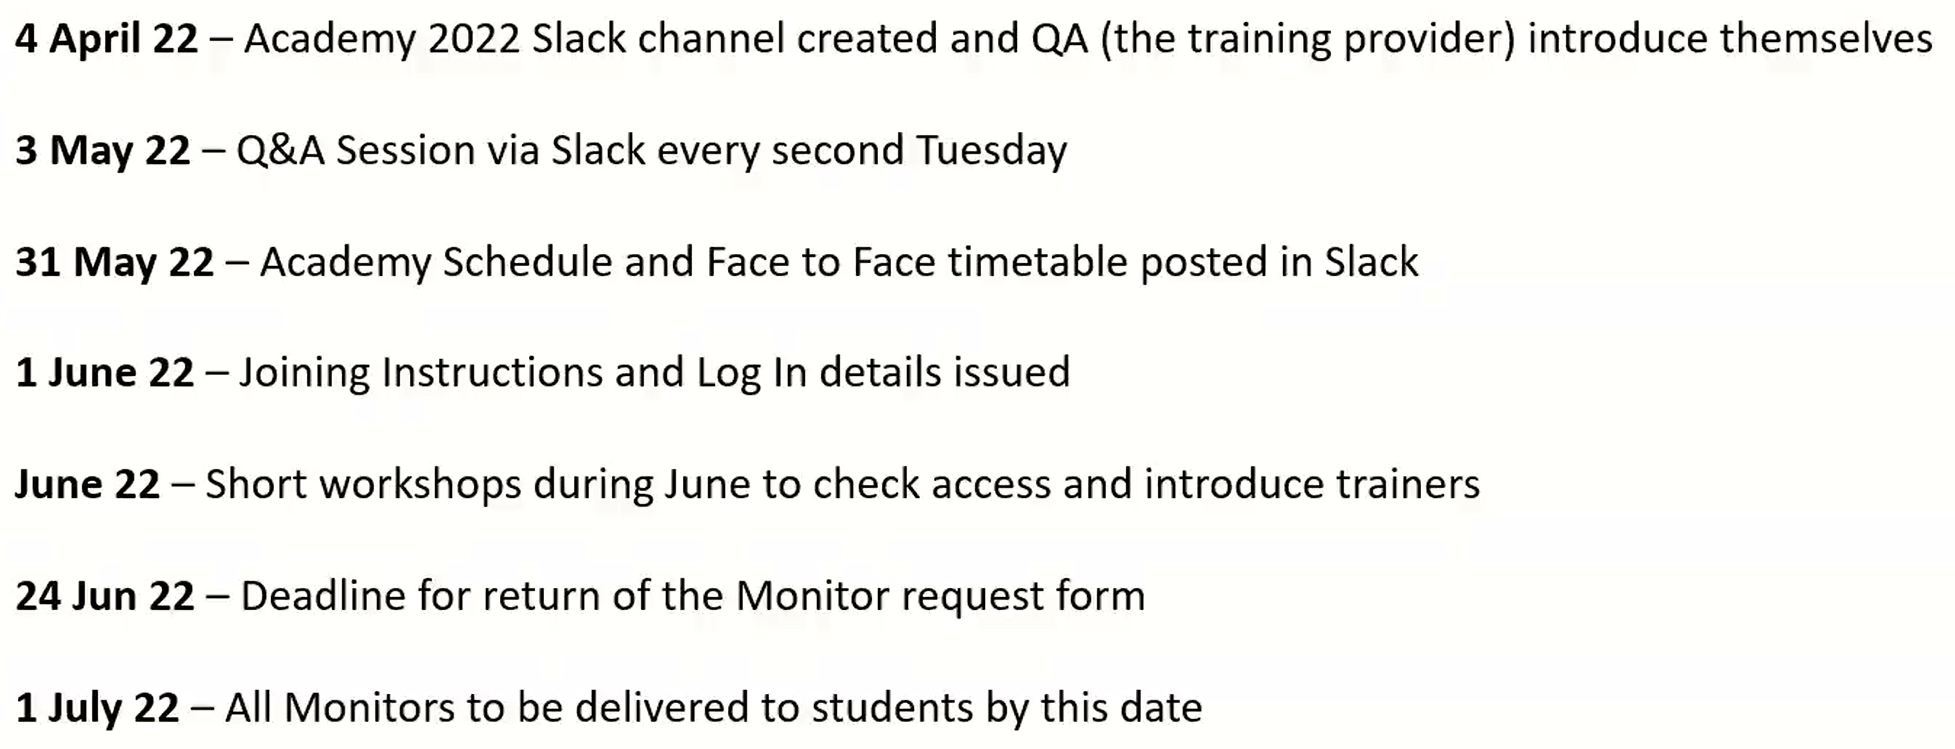 4 April 22 – Academy 2022 Slack channel created and QA (the training provider) introduce themselves
3 May 22 – Q&A Session via Slack every second Tuesday
31 May 22 – Academy Schedule and Face to Face timetable posted in Slack
1 June 22 – Joining Instructions and Log In details issued
June 22 – Short workshops during June to check access and introduce trainers
24 Jun 22 – Deadline for return of the Monitor request form
1 July 22 – All Monitors to be delivered to students by this date